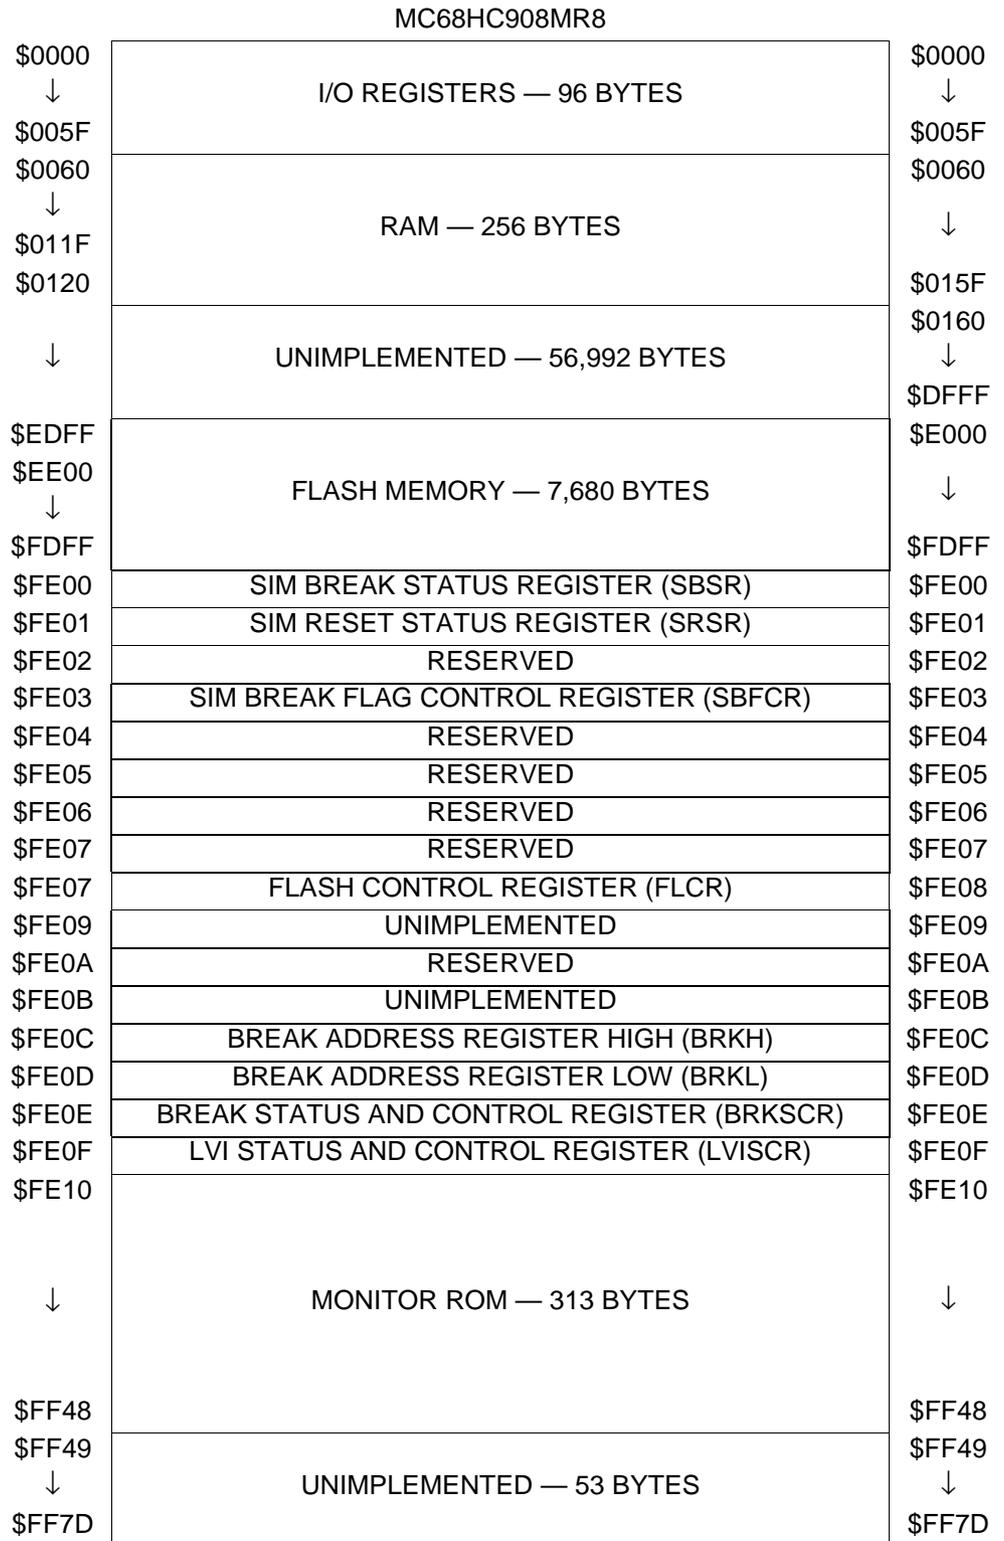 MC68HC908MR8
$0000 $0000
↓ I/O REGISTERS — 96 BYTES ↓
$005F $005F
$0060 $0060
↓
RAM — 256 BYTES ↓
$011F
$0120 $015F
$0160
↓ UNIMPLEMENTED — 56,992 BYTES ↓
$DFFF
$EDFF $E000
$EE00
FLASH MEMORY — 7,680 BYTES ↓
↓
$FDFF $FDFF
$FE00 SIM BREAK STATUS REGISTER (SBSR) $FE00
$FE01 SIM RESET STATUS REGISTER (SRSR) $FE01
$FE02 RESERVED $FE02
$FE03 SIM BREAK FLAG CONTROL REGISTER (SBFCR) $FE03
$FE04 RESERVED $FE04
$FE05 RESERVED $FE05
$FE06 RESERVED $FE06
$FE07 RESERVED $FE07
$FE07 FLASH CONTROL REGISTER (FLCR) $FE08
$FE09 UNIMPLEMENTED $FE09
$FE0A RESERVED $FE0A
$FE0B UNIMPLEMENTED $FE0B
$FE0C BREAK ADDRESS REGISTER HIGH (BRKH) $FE0C
$FE0D BREAK ADDRESS REGISTER LOW (BRKL) $FE0D
$FE0E BREAK STATUS AND CONTROL REGISTER (BRKSCR) $FE0E
$FE0F LVI STATUS AND CONTROL REGISTER (LVISCR) $FE0F
$FE10 $FE10
↓ MONITOR ROM — 313 BYTES ↓
$FF48 $FF48
$FF49 $FF49
↓ UNIMPLEMENTED — 53 BYTES ↓
$FF7D $FF7D